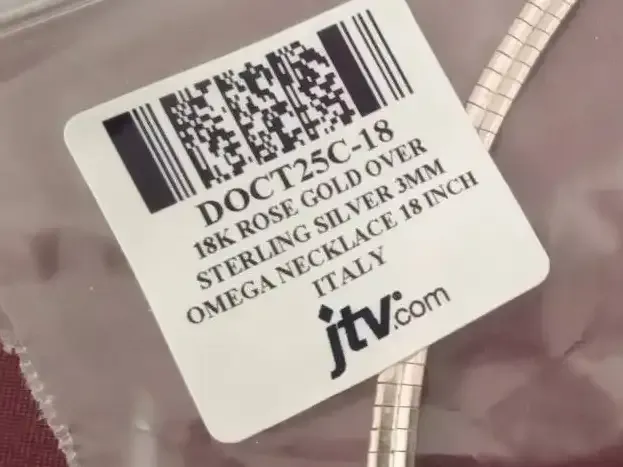 DOCT25C-18
18K ROSE GOLD OVER
STERLING SILVER 3MM
OMEGA NECKLACE 18 INCH
ITALY
jtv.com